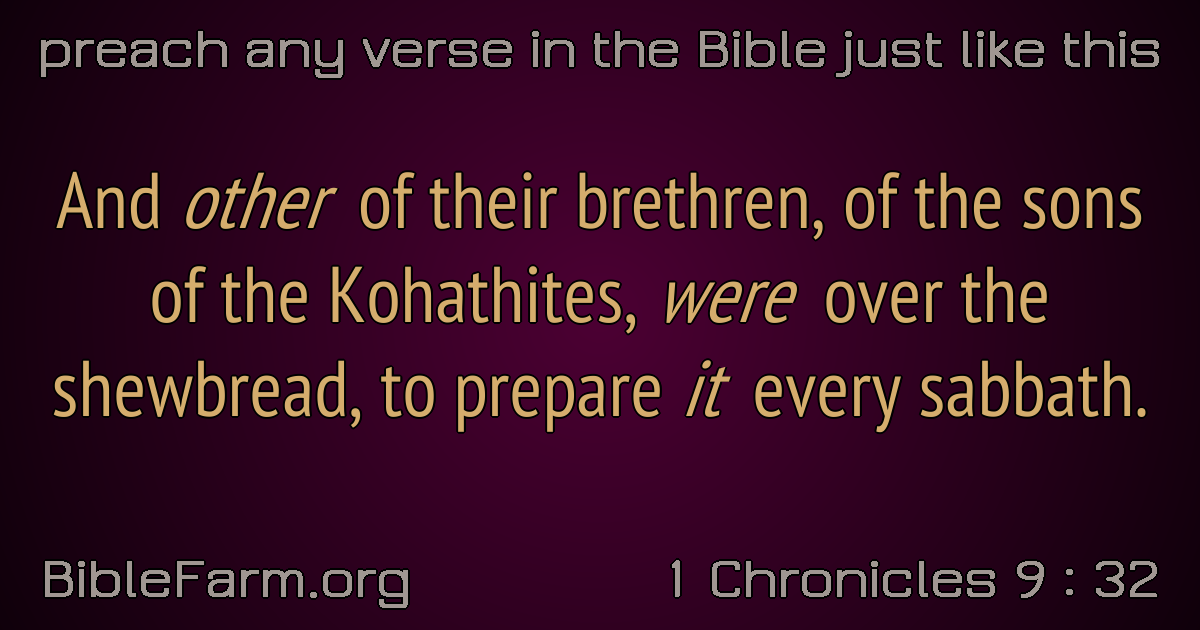 preach any verse in the Bible just like this
And other of their brethren, of the sons
of the Kohathites, were over the
shewbread, to prepare it every sabbath.
BibleFarm.org
1 Chronicles 9 : 32